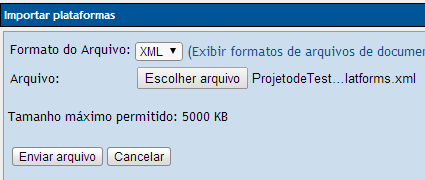 Importar plataformas
Formato do Arquivo: XML (Exibir formatos de arquivos de documen
Arquivo: Escolher arquivo ProjetodeTest...latforms.xml
Tamanho máximo permitido: 5000 KB
Enviar arquivo Cancelar